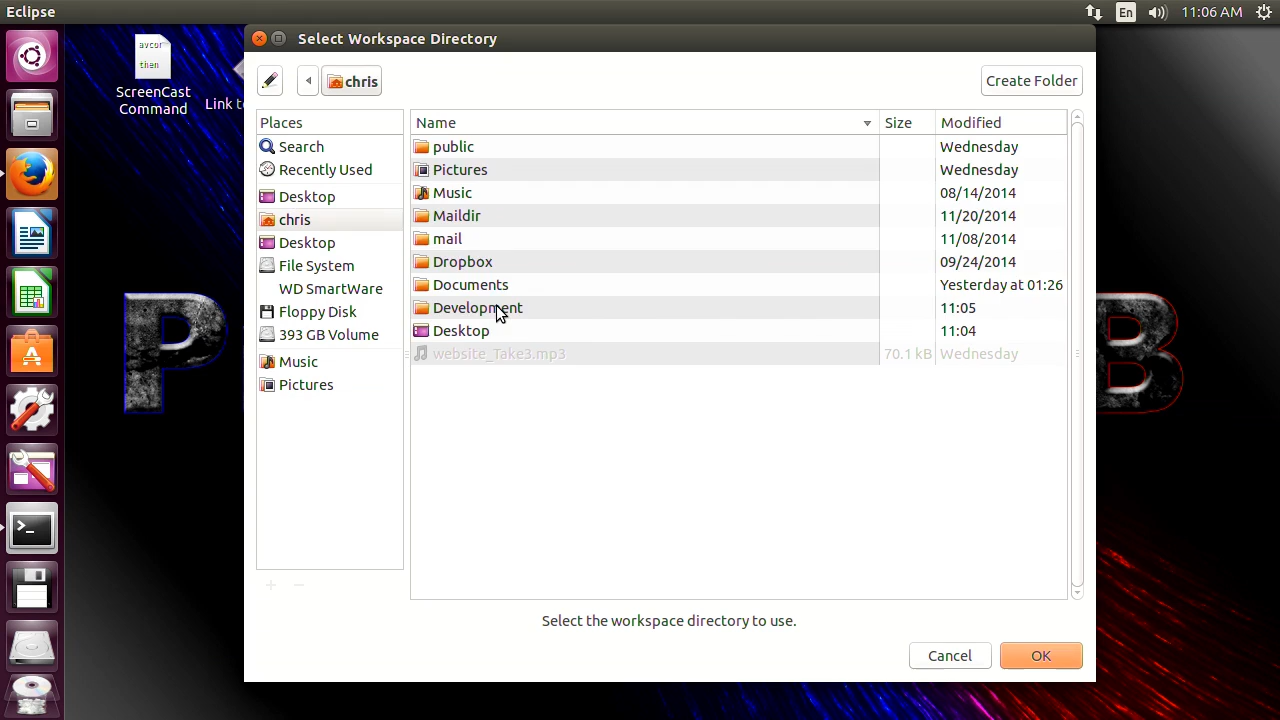 Eclipse
En
11:06 AM
avcor
then
ScreenCast
Command
Link to
Select Workspace Directory
chris
Create Folder
Places
Search
Recently Used
Desktop
chris
Desktop
File System
WD SmartWare
Floppy Disk
393 GB Volume
Music
Pictures
Name Size Modified
public Wednesday
Pictures Wednesday
Music 08/14/2014
Maildir 11/20/2014
mail 11/08/2014
Dropbox 09/24/2014
Documents Yesterday at 01:26
Development 11:05
Desktop 11:04
website_Take3.mp3 70.1 kB Wednesday
Select the workspace directory to use.
Cancel
OK
P
B